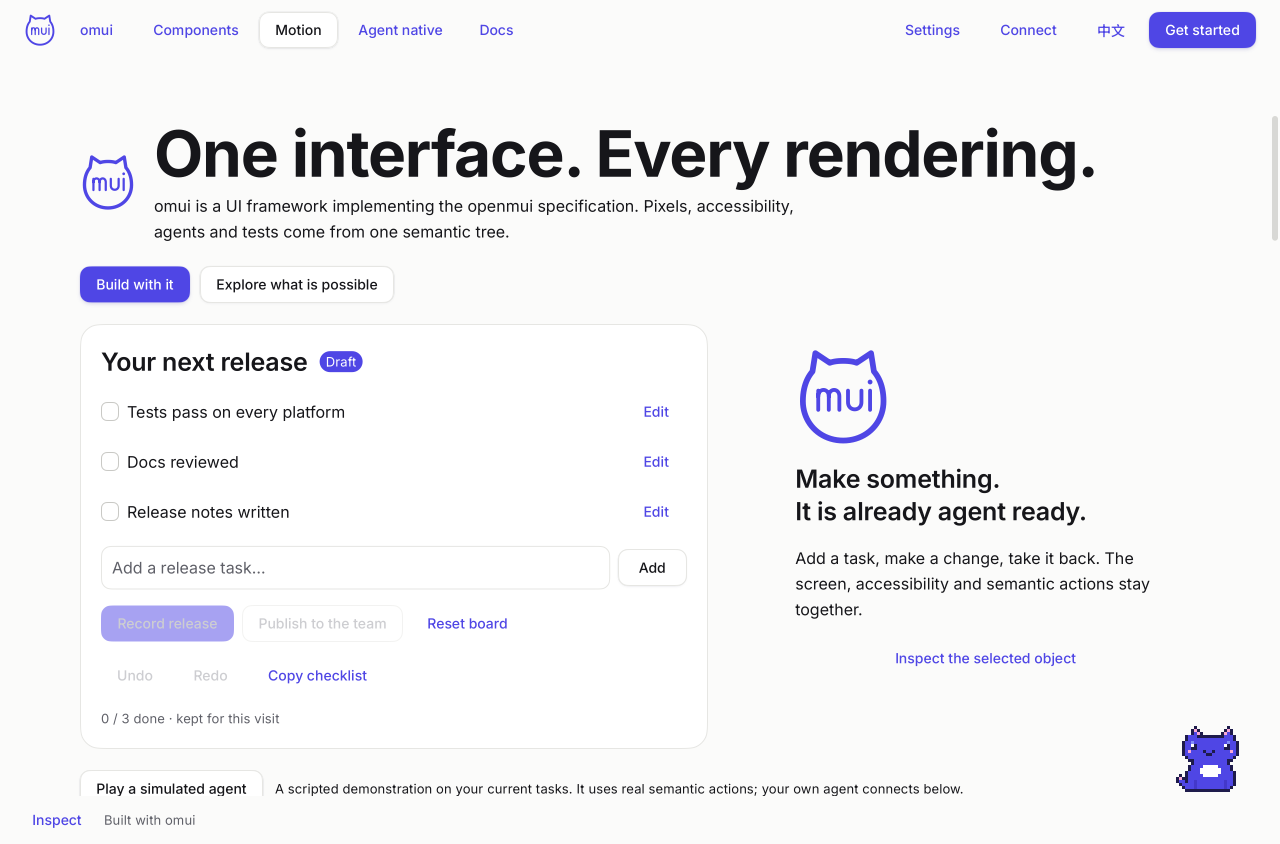 mui
omui
Components
Motion
Agent native
Docs
Settings
Connect
中文
Get started
mui
One interface. Every rendering.
omui is a UI framework implementing the openmui specification. Pixels, accessibility,
agents and tests come from one semantic tree.
Build with it
Explore what is possible
Your next release
Draft
Tests pass on every platform
Edit
Docs reviewed
Edit
Release notes written
Edit
Add a release task...
Add
Record release
Publish to the team
Reset board
Undo
Redo
Copy checklist
0 / 3 done · kept for this visit
mui
Make something.
It is already agent ready.
Add a task, make a change, take it back. The
screen, accessibility and semantic actions stay
together.
Inspect the selected object
Play a simulated agent
A scripted demonstration on your current tasks. It uses real semantic actions; your own agent connects below.
Inspect
Built with omui